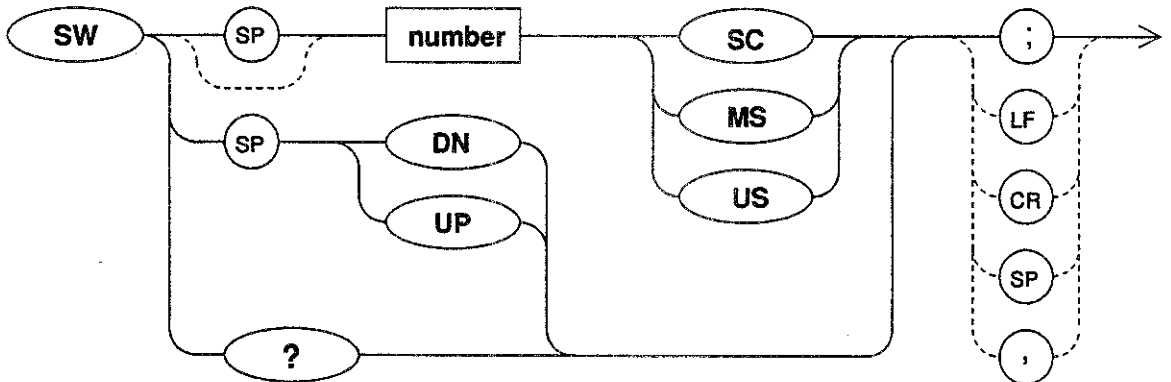 SW SP number SC ;
MS LF
SP DN
US CR
UP
SP
? ,